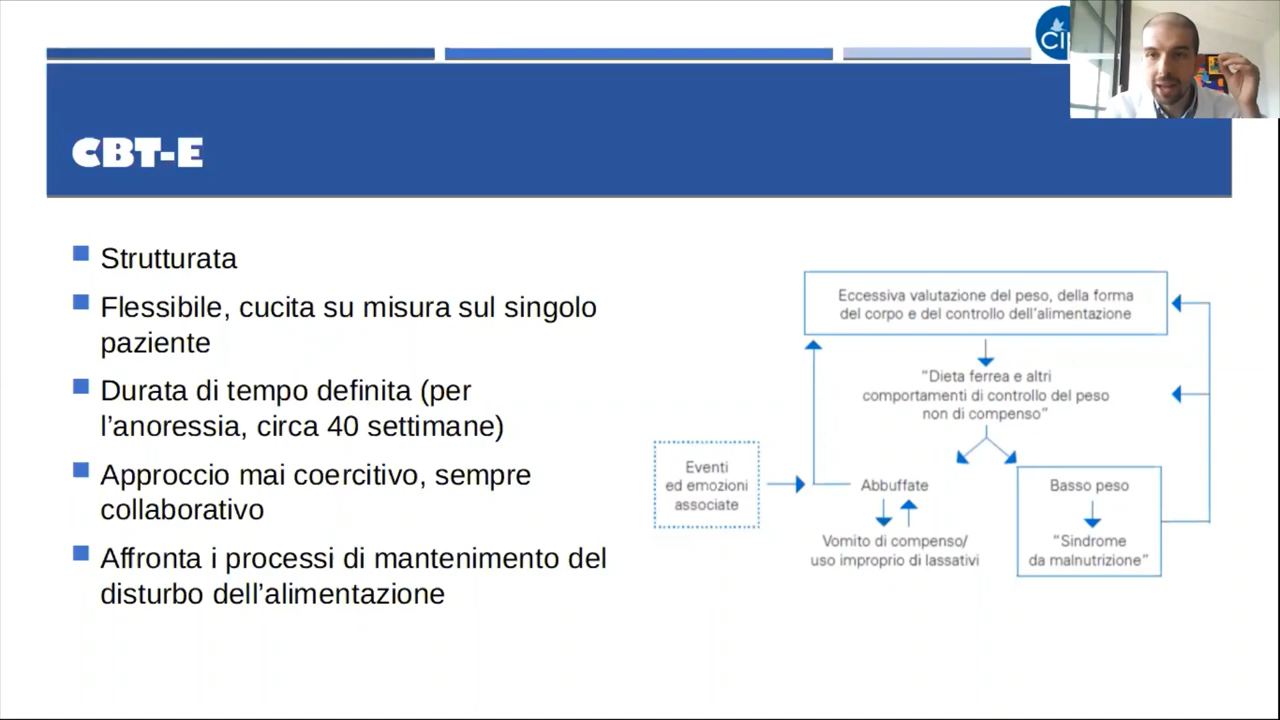 CBT-E
Strutturata
Flessibile, cucita su misura sul singolo
paziente
Durata di tempo definita (per
l’anoressia, circa 40 settimane)
Approccio mai coercitivo, sempre
collaborativo
Affronta i processi di mantenimento del
disturbo dell’alimentazione
Eccessiva valutazione del peso, della forma
del corpo e del controllo dell’alimentazione
“Dieta ferrea e altri
comportamenti di controllo del peso
non di compenso”
Eventi
ed emozioni
associate
Abbuffate
Vomito di compenso/
uso improprio di lassativi
Basso peso
“Sindrome
da malnutrizione”